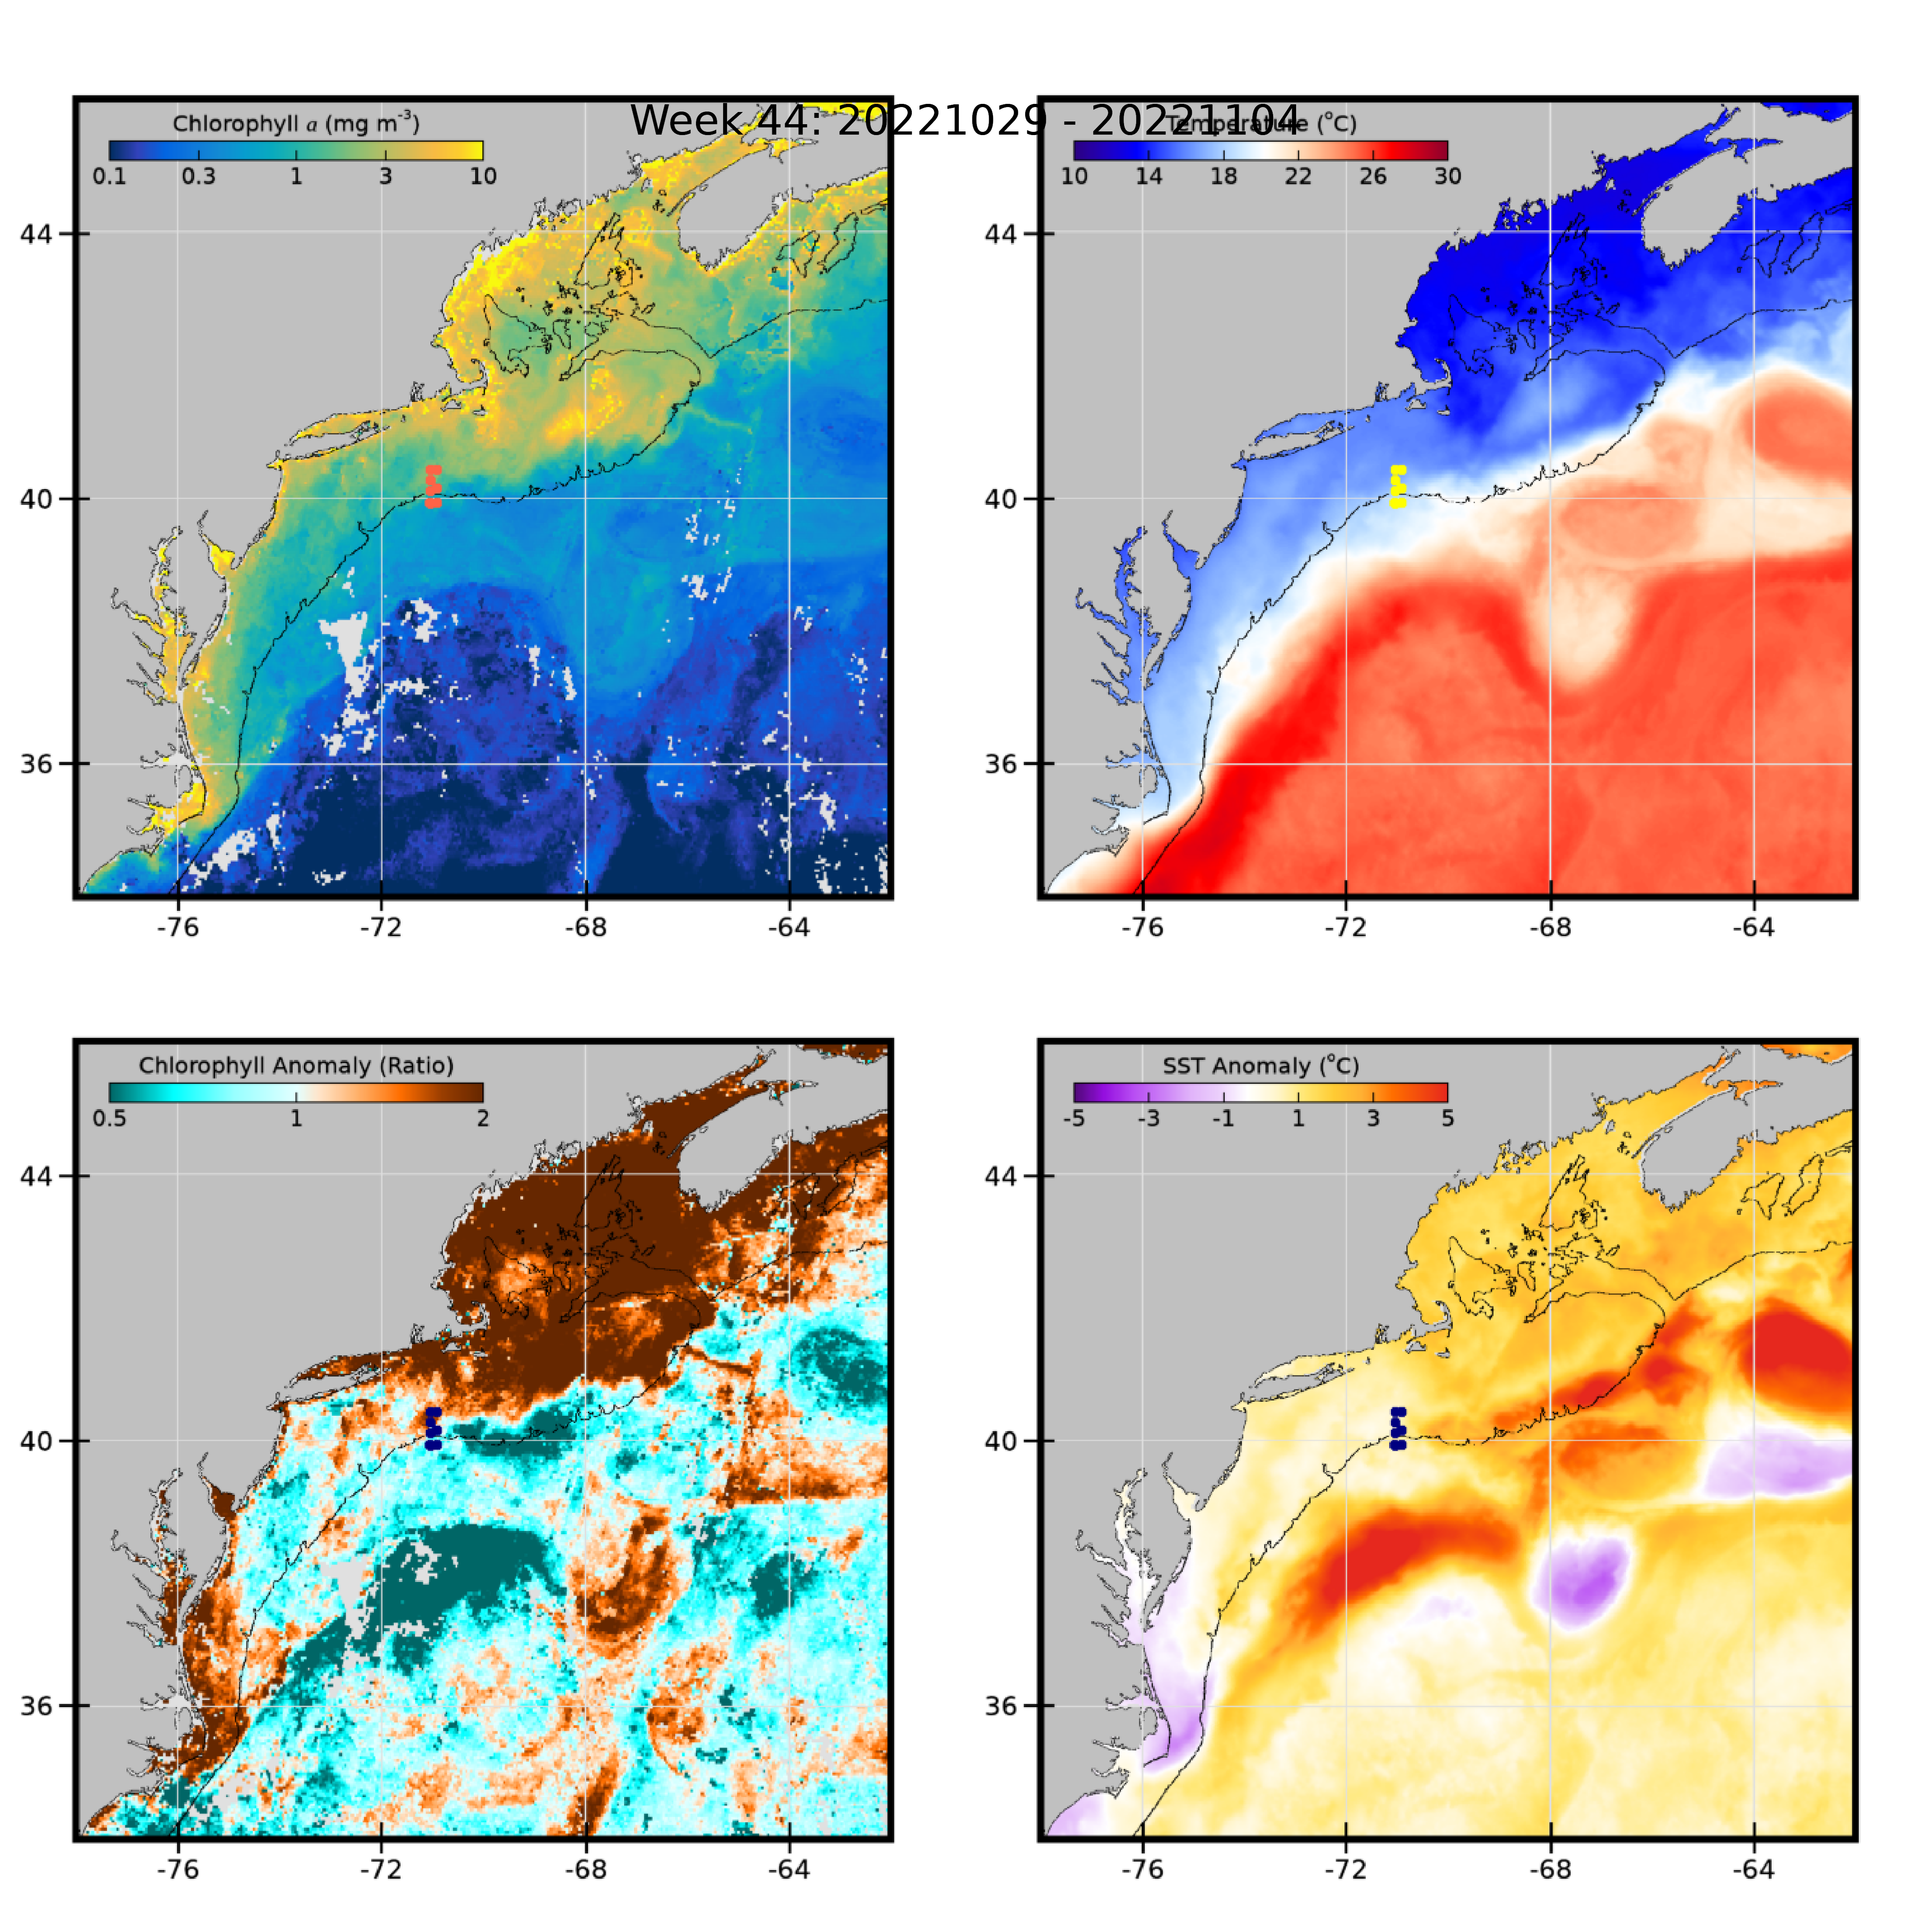 Week 44: 20221029 - 20221104
Chlorophyll a (mg m-3)
0.1 0.3 1 3 10
44
40
36
-76 -72 -68 -64
Temperature (°C)
10 14 18 22 26 30
44
40
36
-76 -72 -68 -64
Chlorophyll Anomaly (Ratio)
0.5 1 2
44
40
36
-76 -72 -68 -64
SST Anomaly (°C)
-5 -3 -1 1 3 5
44
40
36
-76 -72 -68 -64